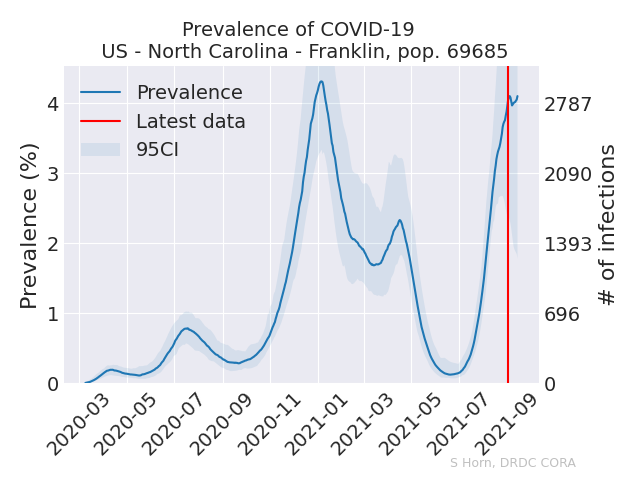 Prevalence of COVID-19
US - North Carolina - Franklin, pop. 69685
Prevalence
Latest data
95CI
Prevalence (%)
4
3
2
1
0
# of infections
2787
2090
1393
696
0
2020-03
2020-05
2020-07
2020-09
2020-11
2021-01
2021-03
2021-05
2021-07
2021-09
S Horn, DRDC CORA